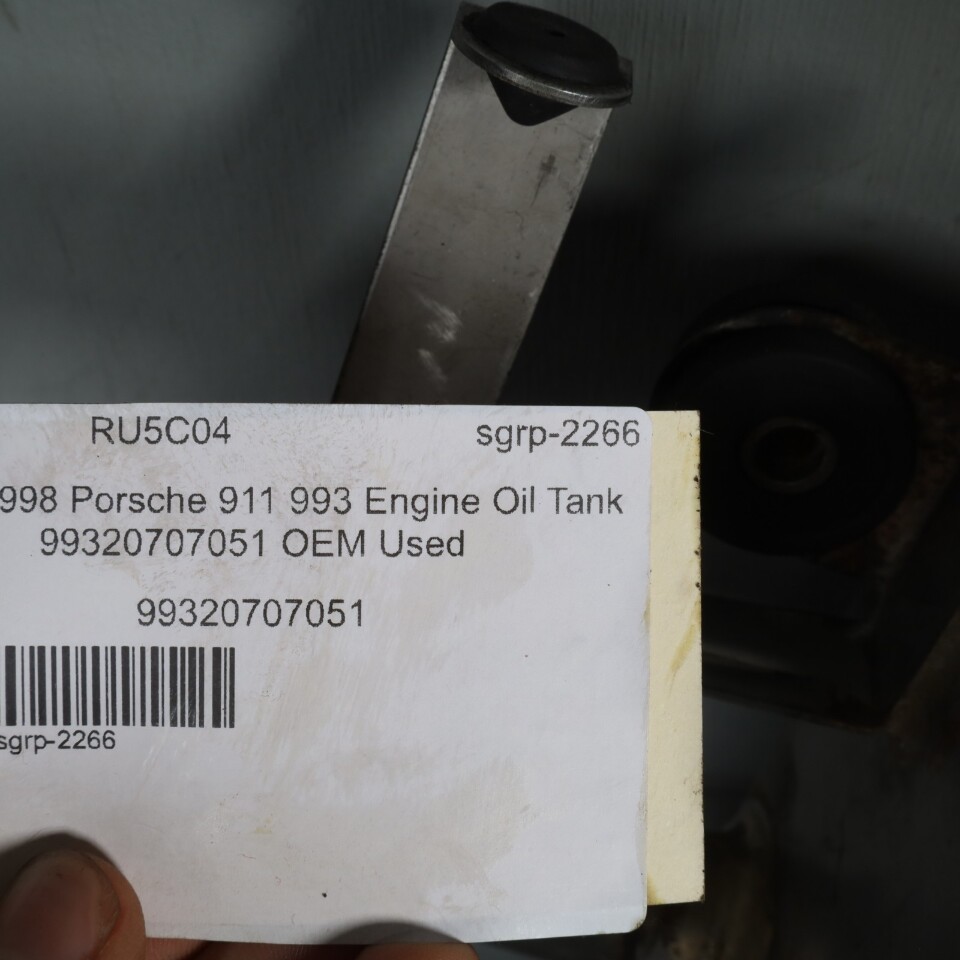 RU5C04 sgrp-2266
998 Porsche 911 993 Engine Oil Tank
99320707051 OEM Used
99320707051
sgrp-2266